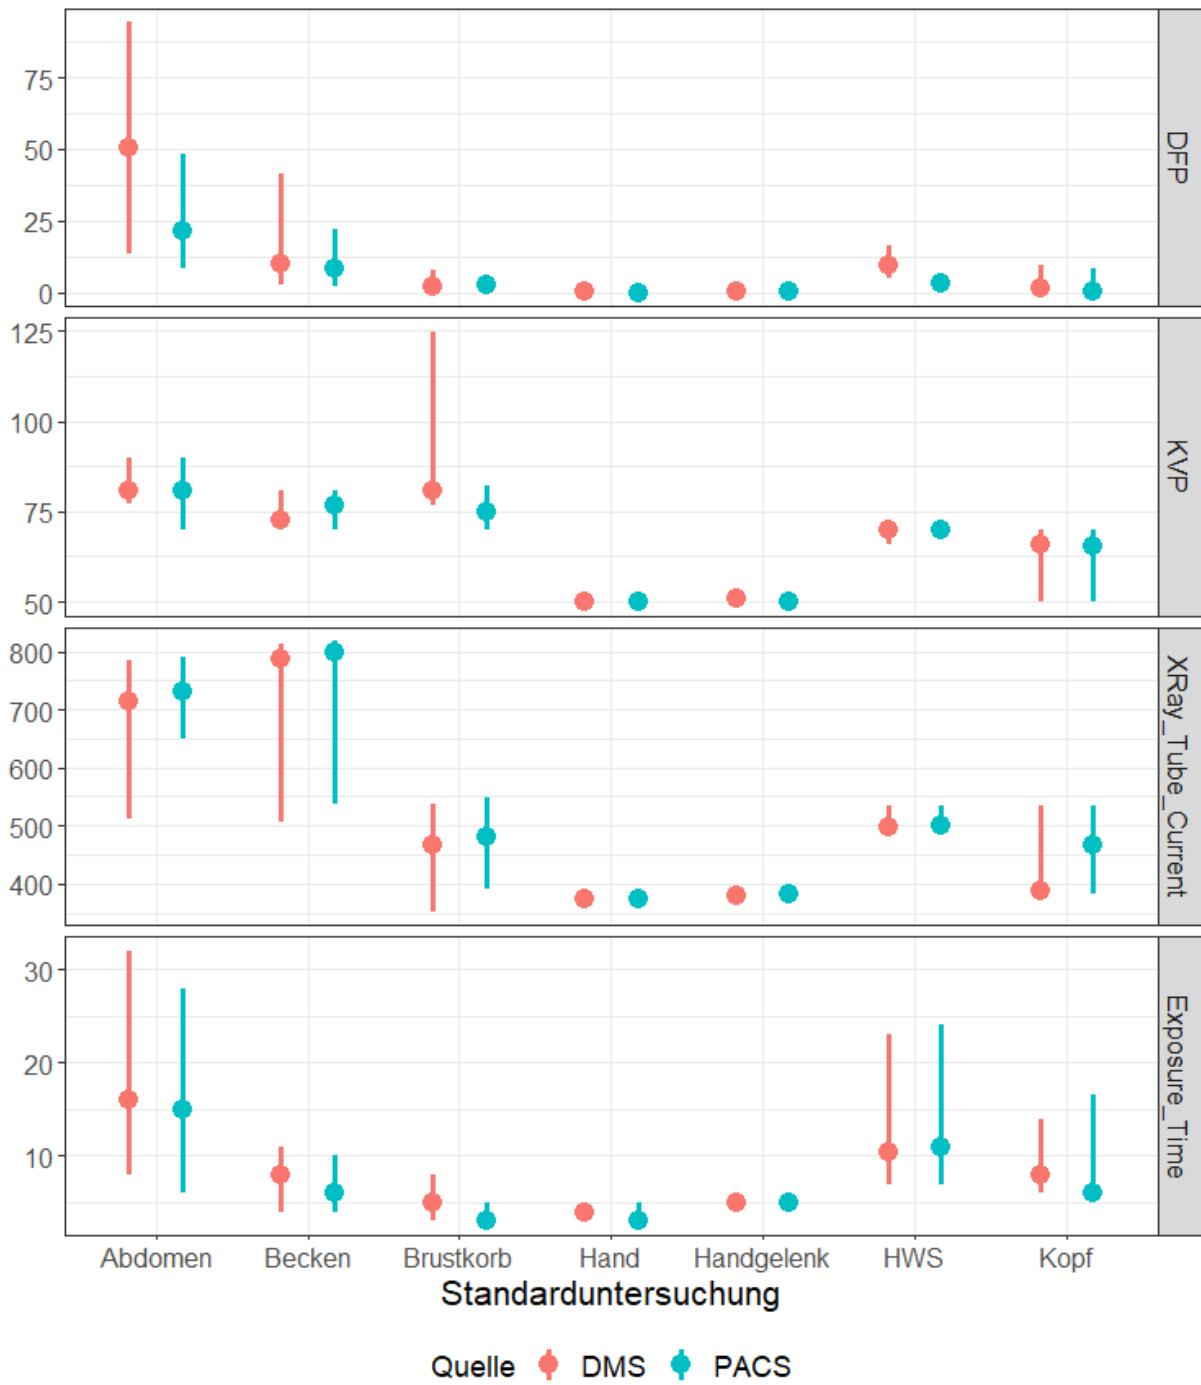 75
50
25
0
DFP
125
100
75
50
KVP
800
700
600
500
400
XRay_Tube_Current
30
20
10
Exposure_Time
Abdomen Becken Brustkorb Hand Handgelenk HWS Kopf
Standarduntersuchung
Quelle DMS PACS